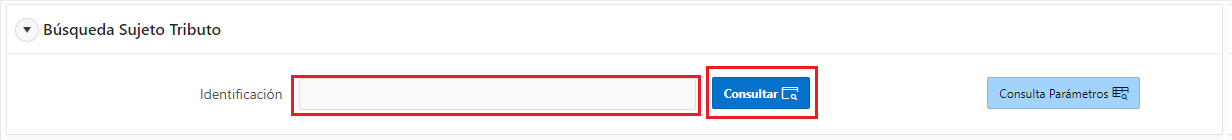 Búsqueda Sujeto Tributo
Identificación Consultar Consulta Parámetros